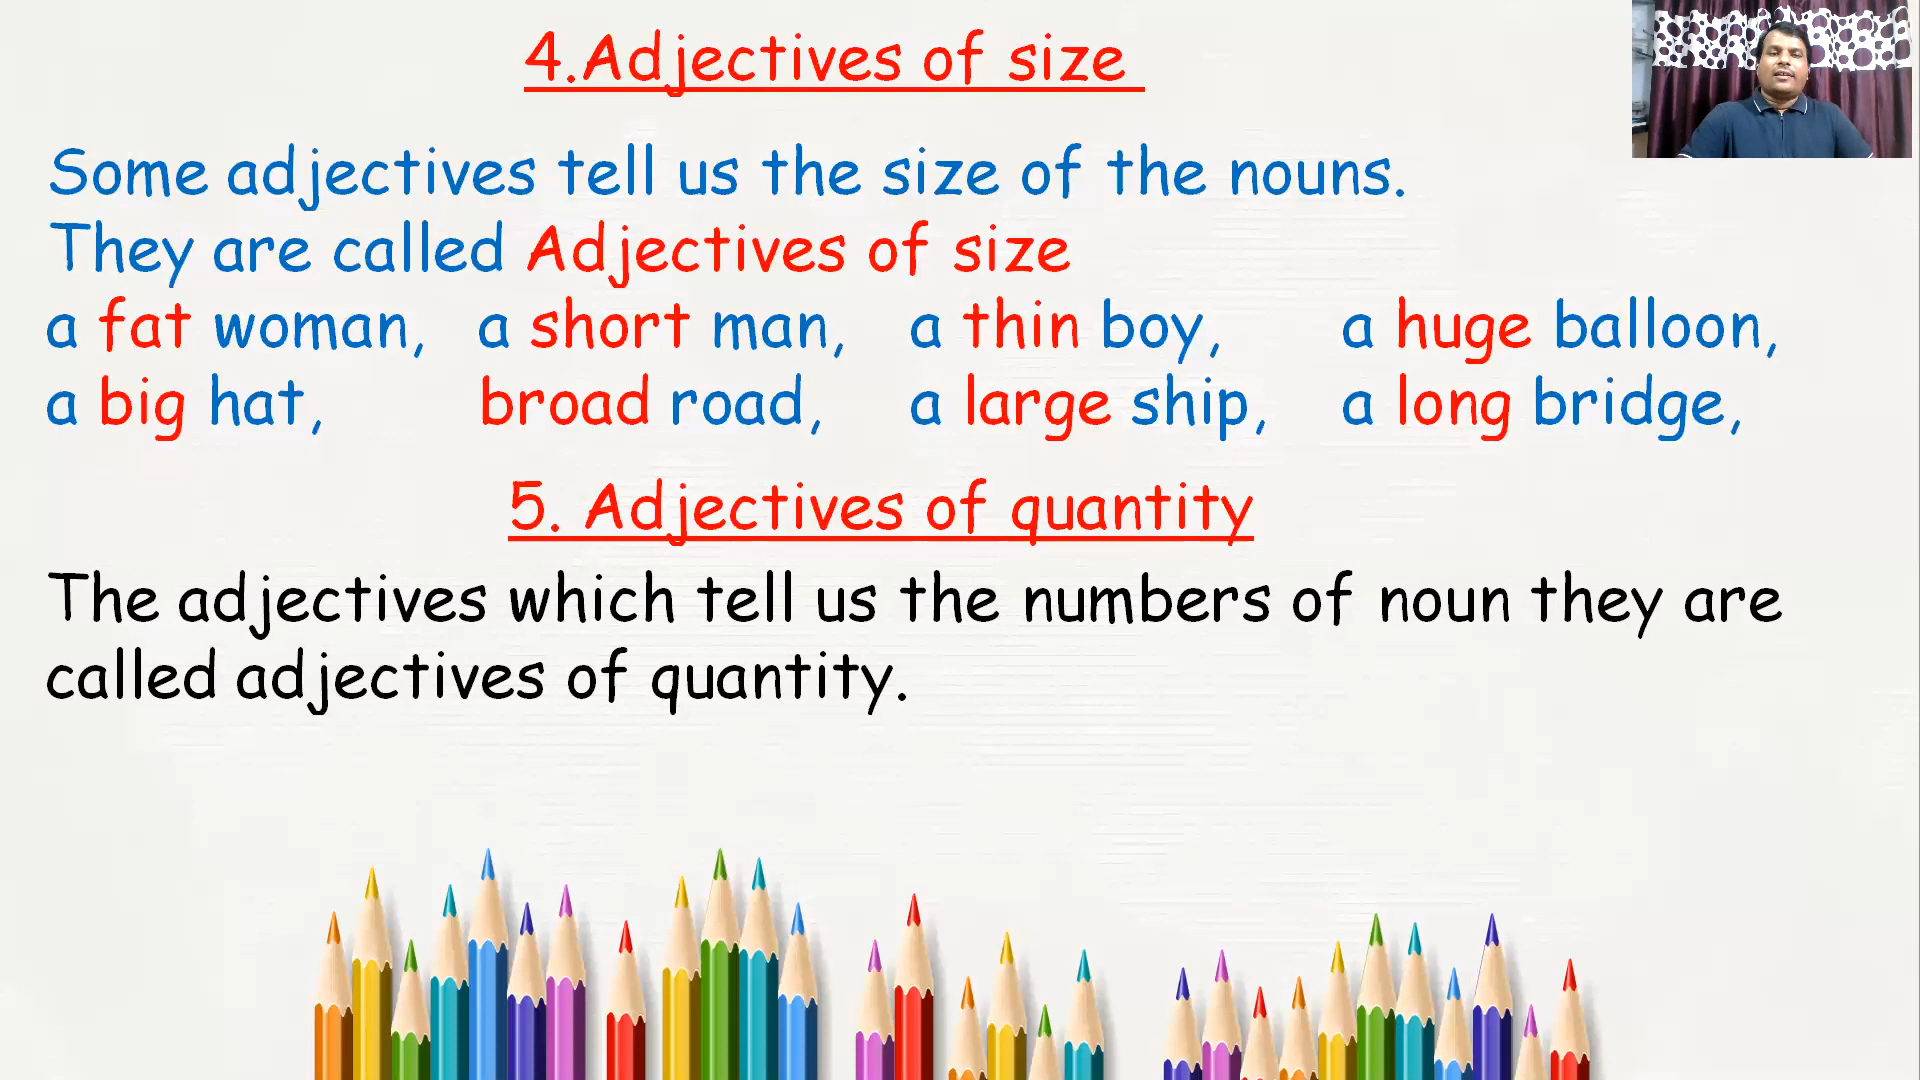 4.Adjectives of size
Some adjectives tell us the size of the nouns.
They are called Adjectives of size
a fat woman, a short man, a thin boy, a huge balloon,
a big hat, broad road, a large ship, a long bridge,
5. Adjectives of quantity
The adjectives which tell us the numbers of noun they are
called adjectives of quantity.